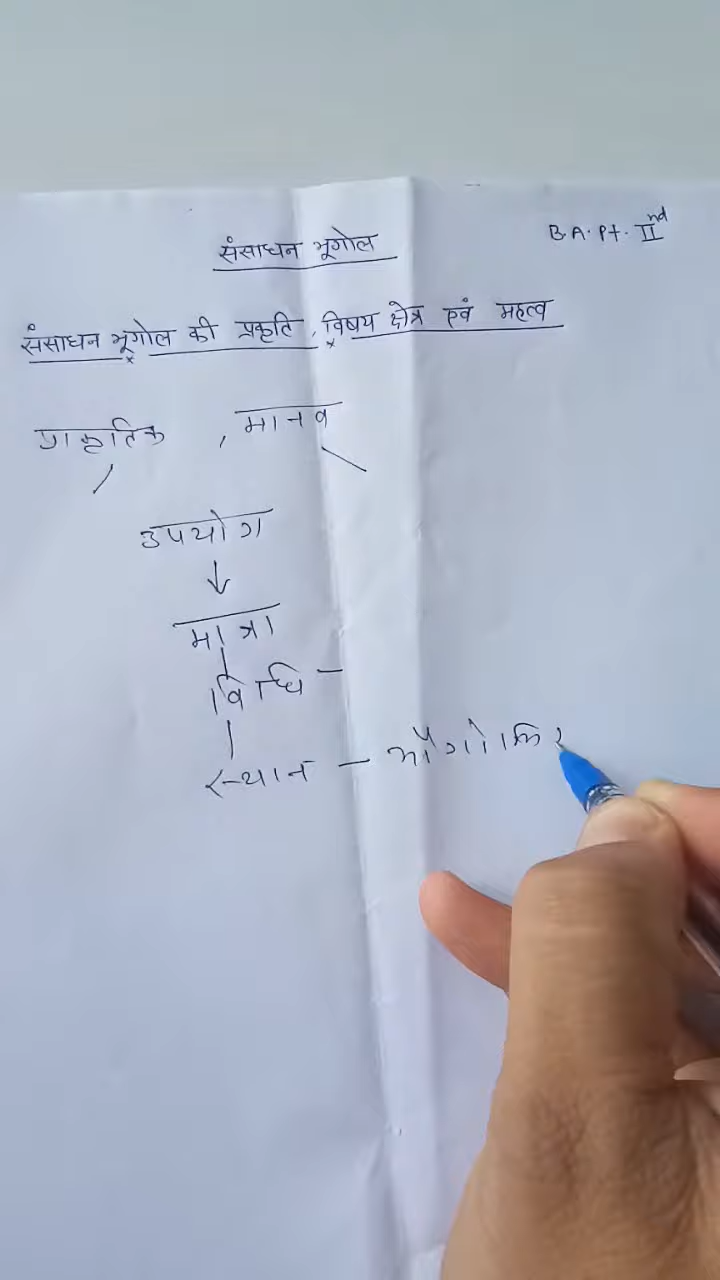 संसाधन भूगोल
B.A. Pt. IInd
संसाधन भूगोल की प्रकृति, विषय क्षेत्र एवं महत्व
प्राकृतिक , मानव
उपयोग
मात्रा
विधि –
स्थान –